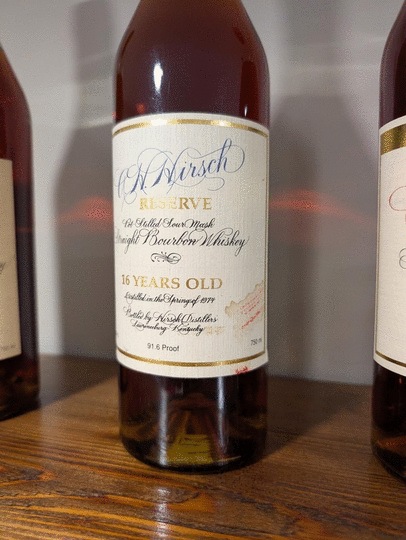 A.H. Hirsch
RESERVE
Pot Stilled Sour Mash
Straight Bourbon Whiskey
16 YEARS OLD
Distilled in the Spring of 1974
Bottled by Hirsch Distillers
Lawrenceburg, Kentucky
91.6 Proof
750 ml